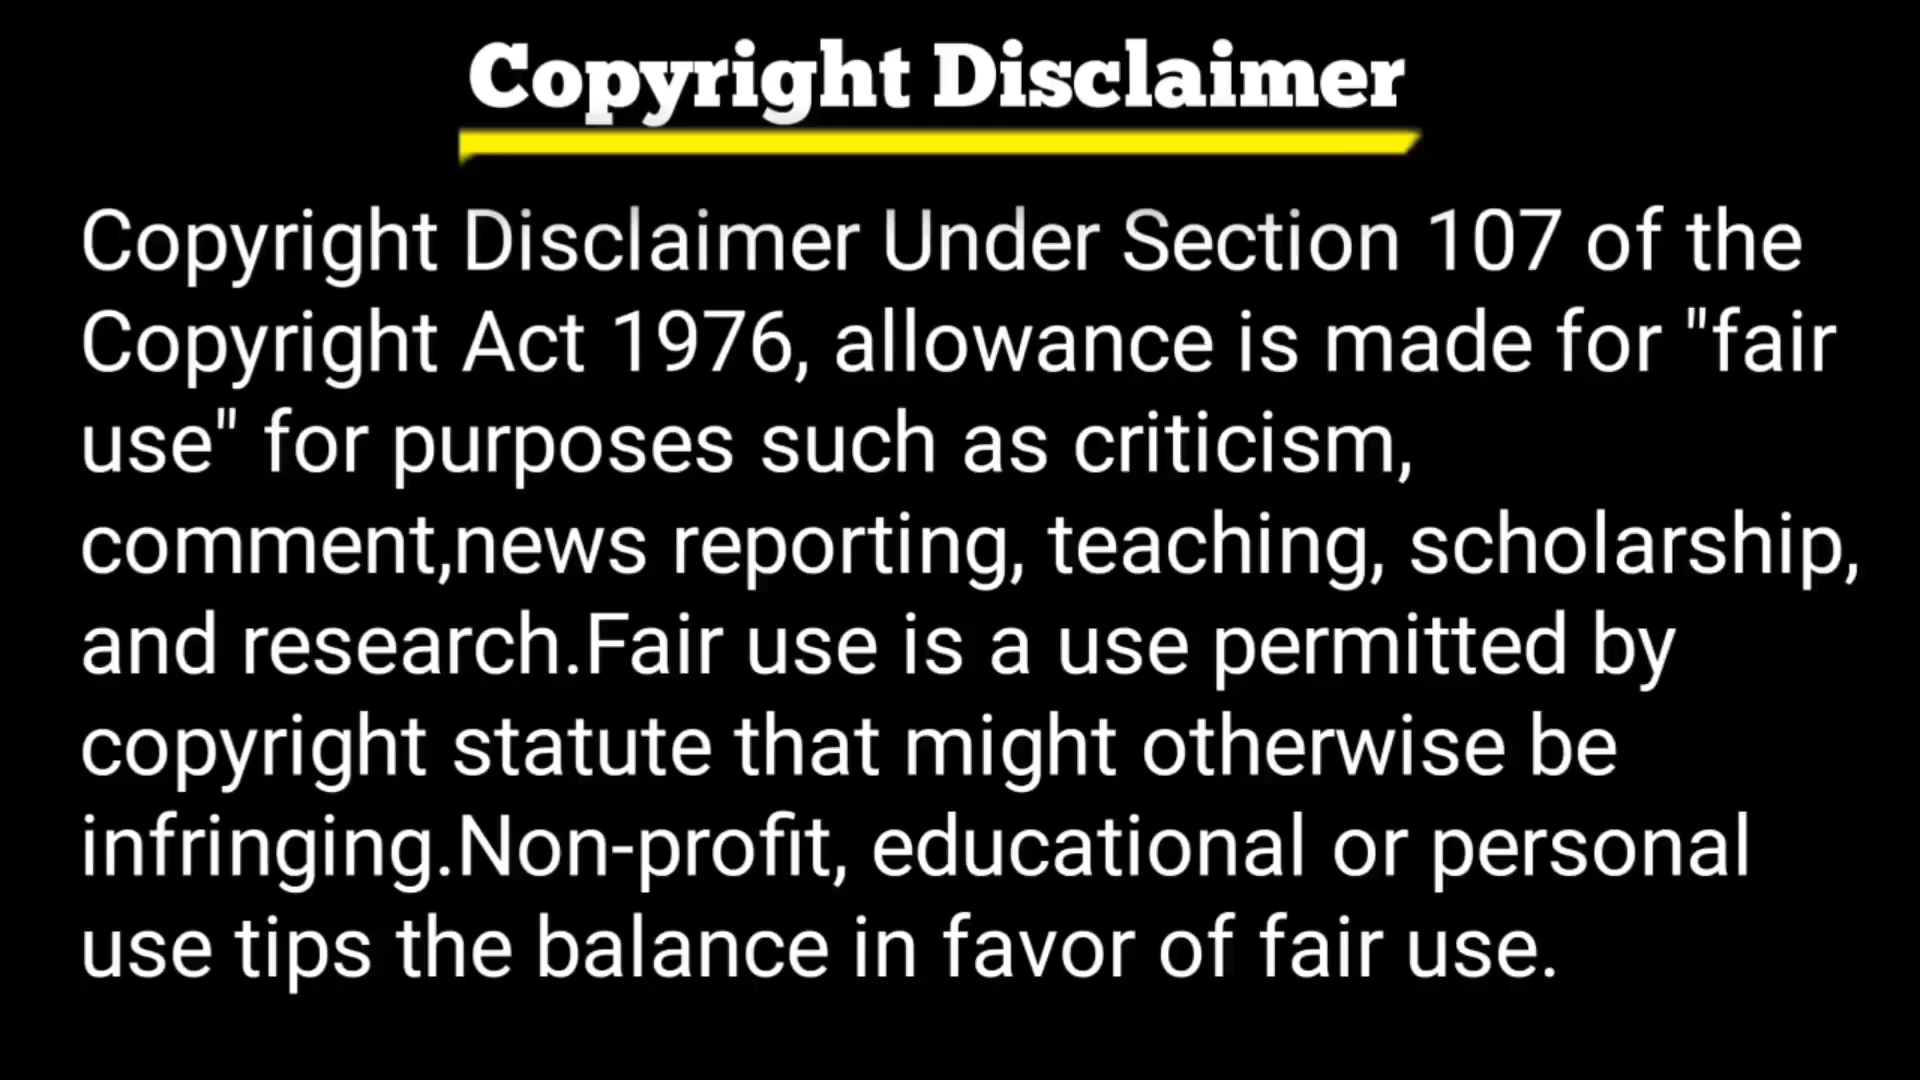 Copyright Disclaimer
Copyright Disclaimer Under Section 107 of the
Copyright Act 1976, allowance is made for "fair
use" for purposes such as criticism,
comment,news reporting, teaching, scholarship,
and research.Fair use is a use permitted by
copyright statute that might otherwise be
infringing.Non-profit, educational or personal
use tips the balance in favor of fair use.